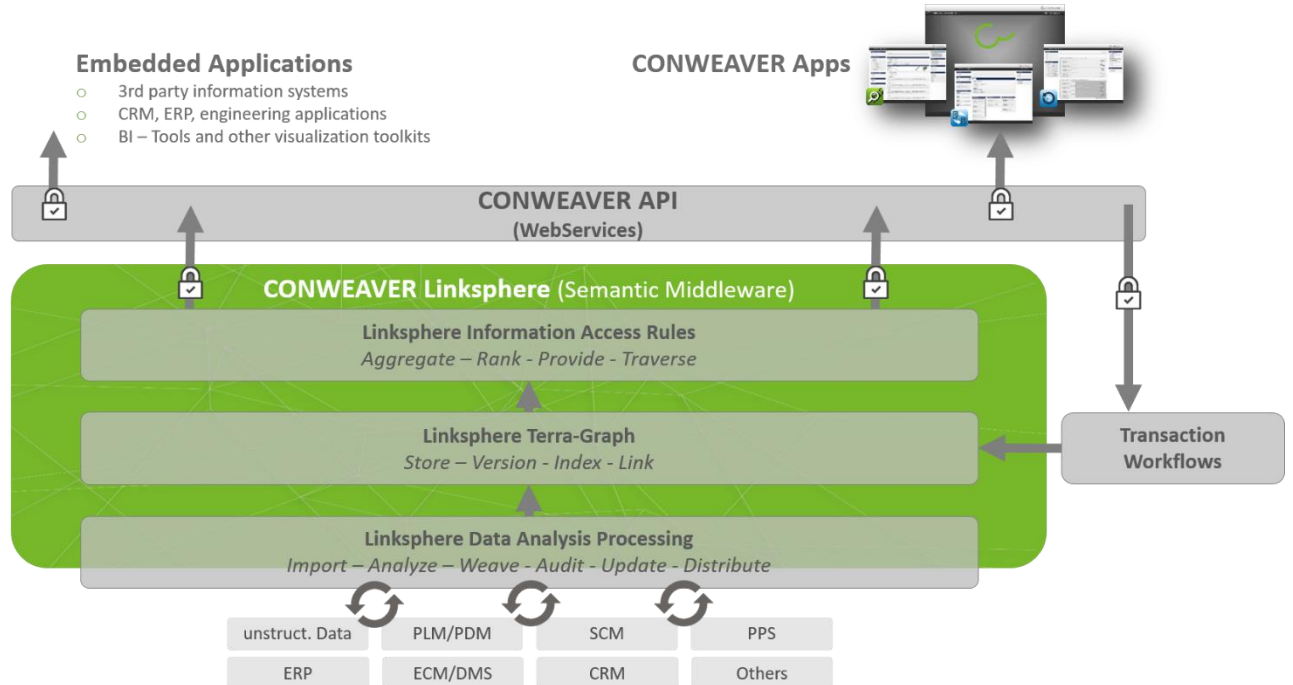 Embedded Applications
3rd party information systems
CRM, ERP, engineering applications
BI – Tools and other visualization toolkits
CONWEAVER Apps
CONWEAVER API
(WebServices)
CONWEAVER Linksphere (Semantic Middleware)
Linksphere Information Access Rules
Aggregate – Rank - Provide - Traverse
Linksphere Terra-Graph
Store – Version - Index - Link
Transaction
Workflows
Linksphere Data Analysis Processing
Import – Analyze – Weave - Audit - Update - Distribute
unstruct. Data
PLM/PDM
SCM
PPS
ERP
ECM/DMS
CRM
Others